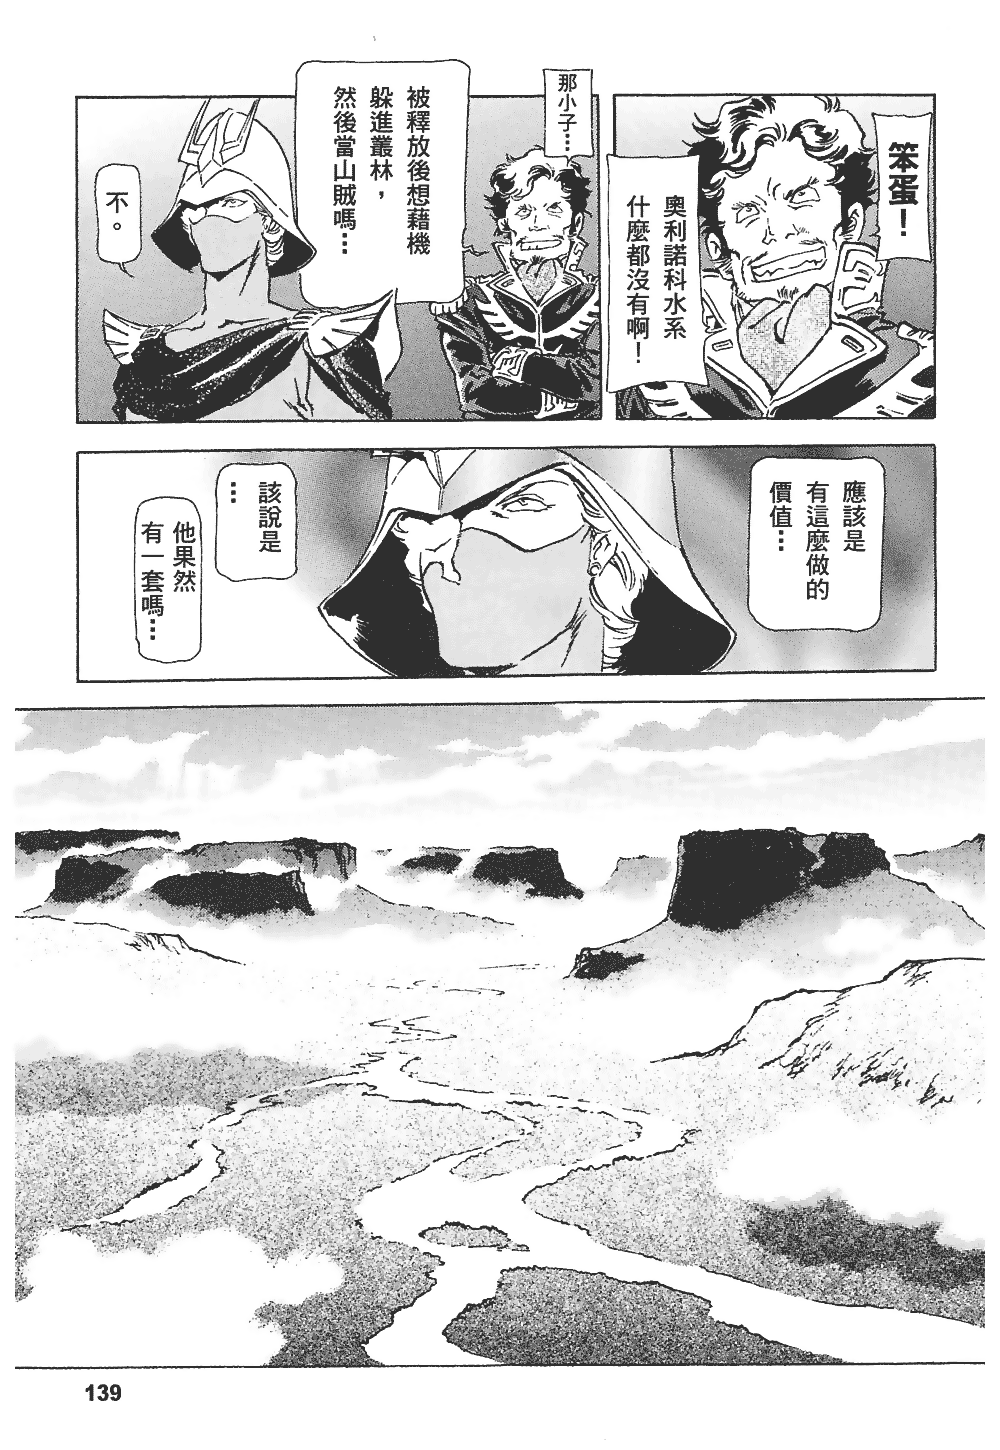 笨蛋！
奧利諾科水系
什麼都沒有啊！
那小子⋯
被釋放後想藉機
躲進叢林，
然後當山賊嗎⋯
不。
應該是
有這麼做的
價值⋯
該說是
⋯
他果然
有一套嗎⋯
139